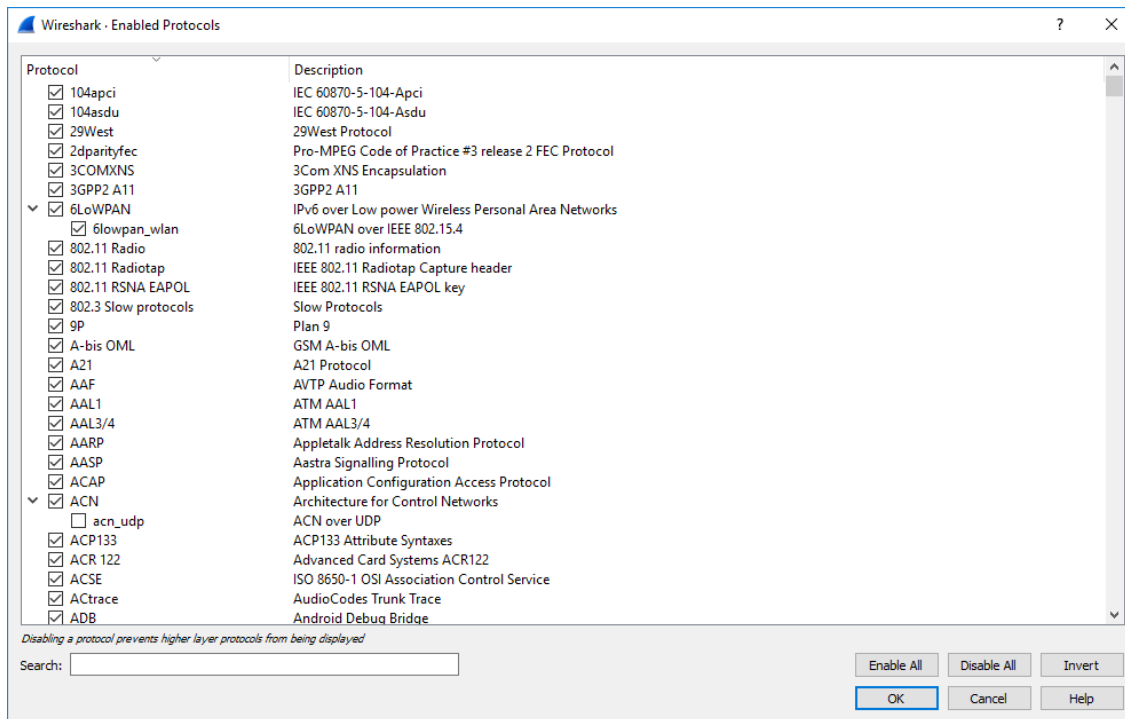 Wireshark · Enabled Protocols ?
Protocol Description
104apci IEC 60870-5-104-Apci
104asdu IEC 60870-5-104-Asdu
29West 29West Protocol
2dparityfec Pro-MPEG Code of Practice #3 release 2 FEC Protocol
3COMXNS 3Com XNS Encapsulation
3GPP2 A11 3GPP2 A11
6LoWPAN IPv6 over Low power Wireless Personal Area Networks
6lowpan_wlan 6LoWPAN over IEEE 802.15.4
802.11 Radio 802.11 radio information
802.11 Radiotap IEEE 802.11 Radiotap Capture header
802.11 RSNA EAPOL IEEE 802.11 RSNA EAPOL key
802.3 Slow protocols Slow Protocols
9P Plan 9
A-bis OML GSM A-bis OML
A21 A21 Protocol
AAF AVTP Audio Format
AAL1 ATM AAL1
AAL3/4 ATM AAL3/4
AARP Appletalk Address Resolution Protocol
AASP Aastra Signalling Protocol
ACAP Application Configuration Access Protocol
ACN Architecture for Control Networks
acn_udp ACN over UDP
ACP133 ACP133 Attribute Syntaxes
ACR 122 Advanced Card Systems ACR122
ACSE ISO 8650-1 OSI Association Control Service
ACtrace AudioCodes Trunk Trace
ADB Android Debug Bridge
Disabling a protocol prevents higher layer protocols from being displayed
Search: Enable All Disable All Invert
OK Cancel Help